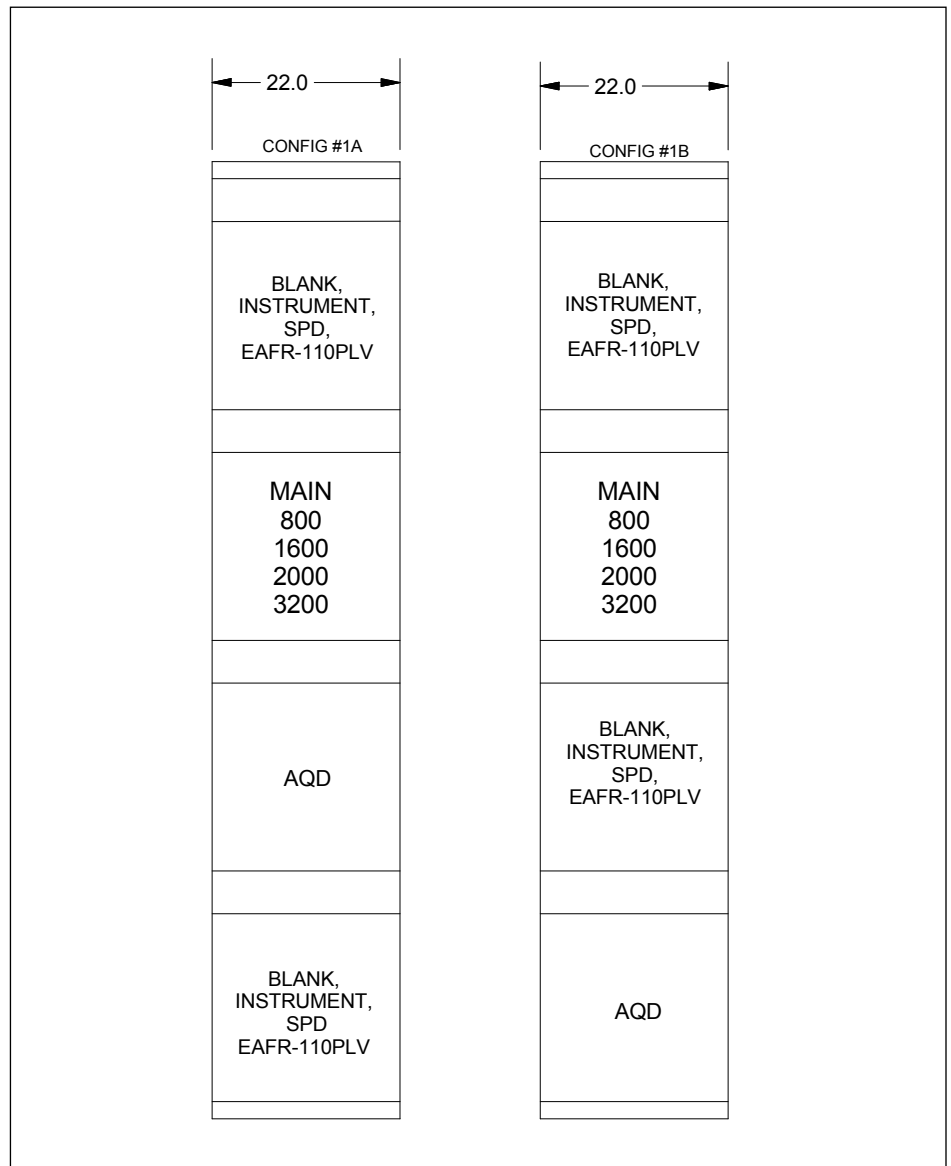 22.0
CONFIG #1A
BLANK,
INSTRUMENT,
SPD,
EAFR-110PLV
MAIN
800
1600
2000
3200
AQD
BLANK,
INSTRUMENT,
SPD
EAFR-110PLV
22.0
CONFIG #1B
BLANK,
INSTRUMENT,
SPD,
EAFR-110PLV
MAIN
800
1600
2000
3200
BLANK,
INSTRUMENT,
SPD,
EAFR-110PLV
AQD